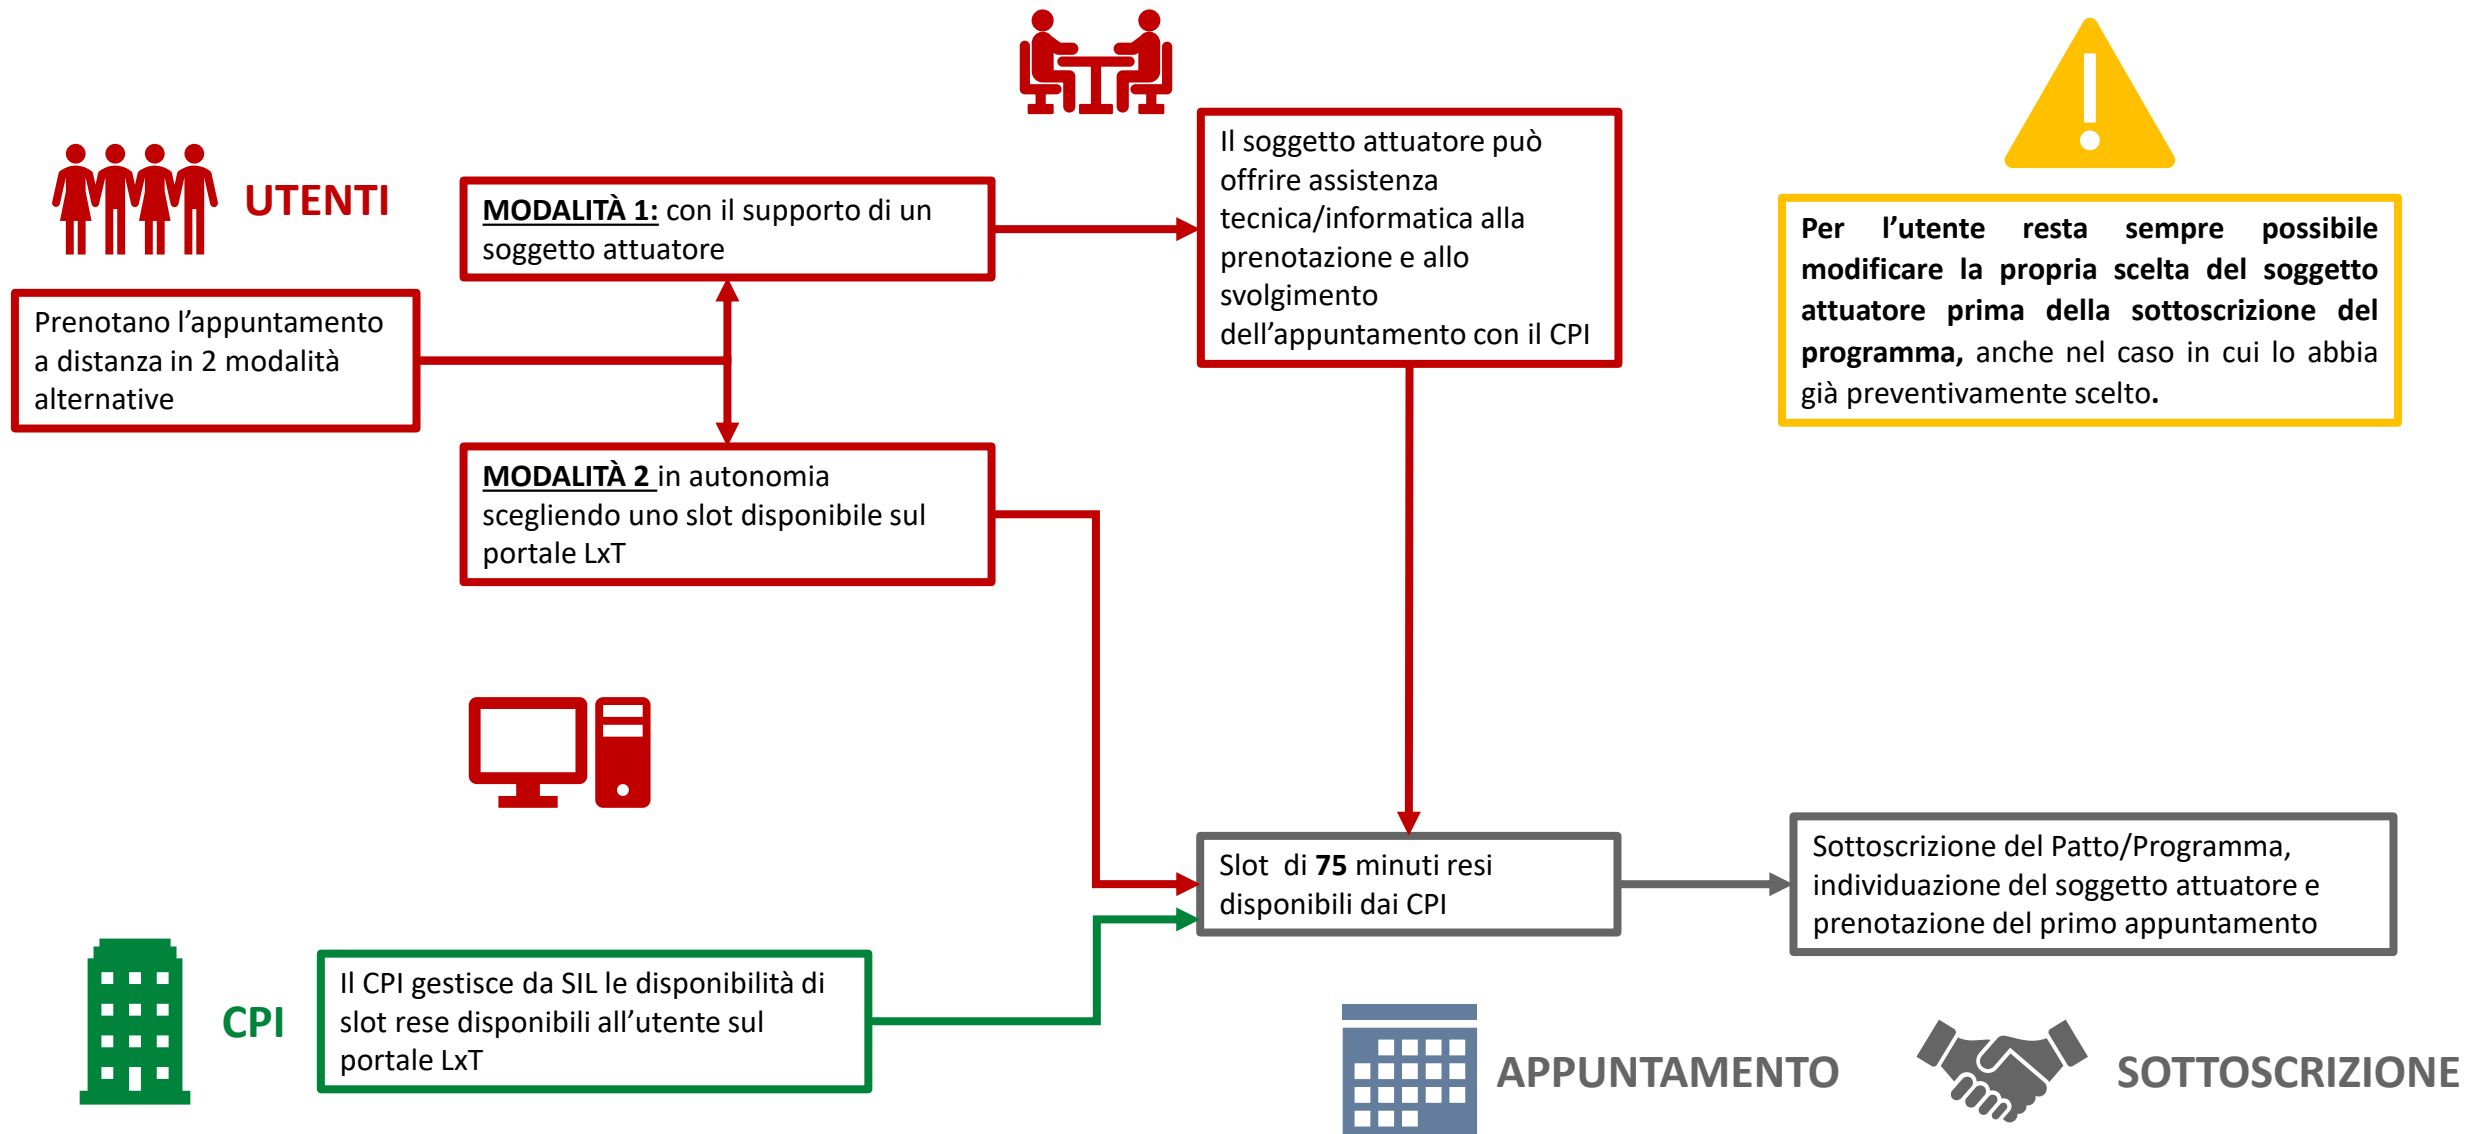 UTENTI
Prenotano l’appuntamento
a distanza in 2 modalità
alternative
MODALITÀ 1: con il supporto di un
soggetto attuatore
MODALITÀ 2 in autonomia
scegliendo uno slot disponibile sul
portale LxT
Il soggetto attuatore può
offrire assistenza
tecnica/informatica alla
prenotazione e allo
svolgimento
dell’appuntamento con il CPI
Per l’utente resta sempre possibile
modificare la propria scelta del soggetto
attuatore prima della sottoscrizione del
programma, anche nel caso in cui lo abbia
già preventivamente scelto.
CPI
Il CPI gestisce da SIL le disponibilità di
slot rese disponibili all’utente sul
portale LxT
Slot di 75 minuti resi
disponibili dai CPI
Sottoscrizione del Patto/Programma,
individuazione del soggetto attuatore e
prenotazione del primo appuntamento
APPUNTAMENTO
SOTTOSCRIZIONE